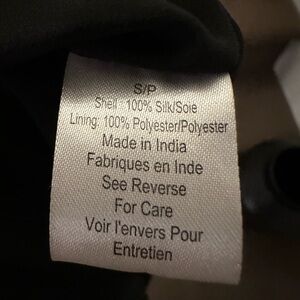 S/P
Shell: 100% Silk/Soie
Lining: 100% Polyester/Polyester
Made in India
Fabriques en Inde
See Reverse
For Care
Voir l'envers Pour
Entretien